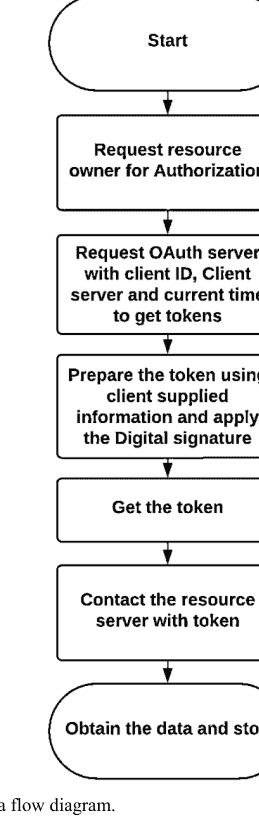 Start
Request resource
owner for Authorization
Request OAuth server
with client ID, Client
server and current time
to get tokens
Prepare the token using
client supplied
information and apply
the Digital signature
Get the token
Contact the resource
server with token
Obtain the data and sto
a flow diagram.